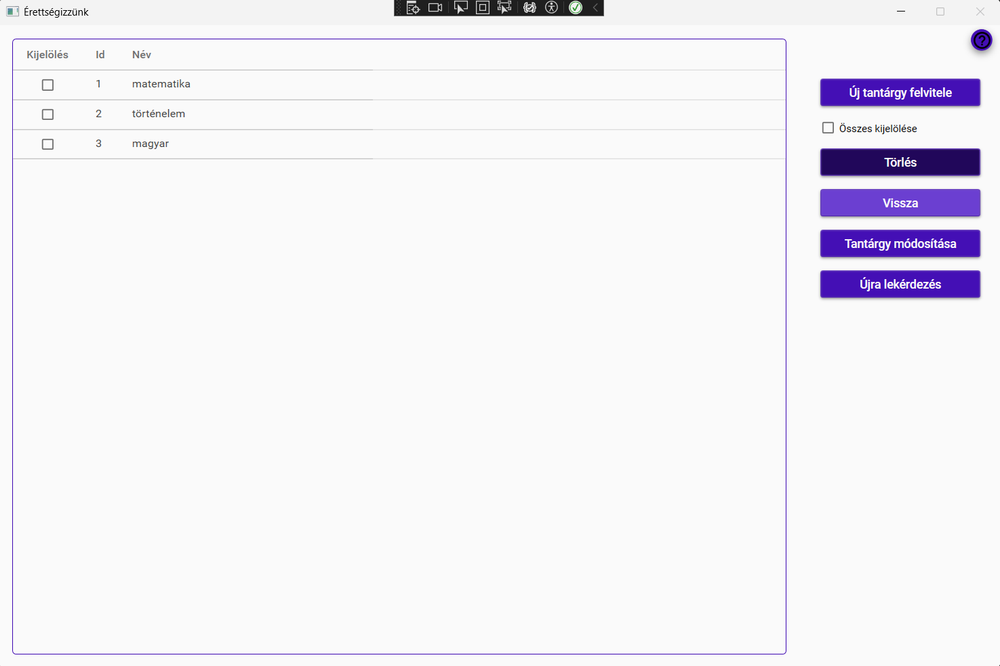 Érettségizzünk
Kijelölés Id Név
1 matematika
2 történelem
3 magyar
Új tantárgy felvitele
Összes kijelölése
Törlés
Vissza
Tantárgy módosítása
Újra lekérdezés